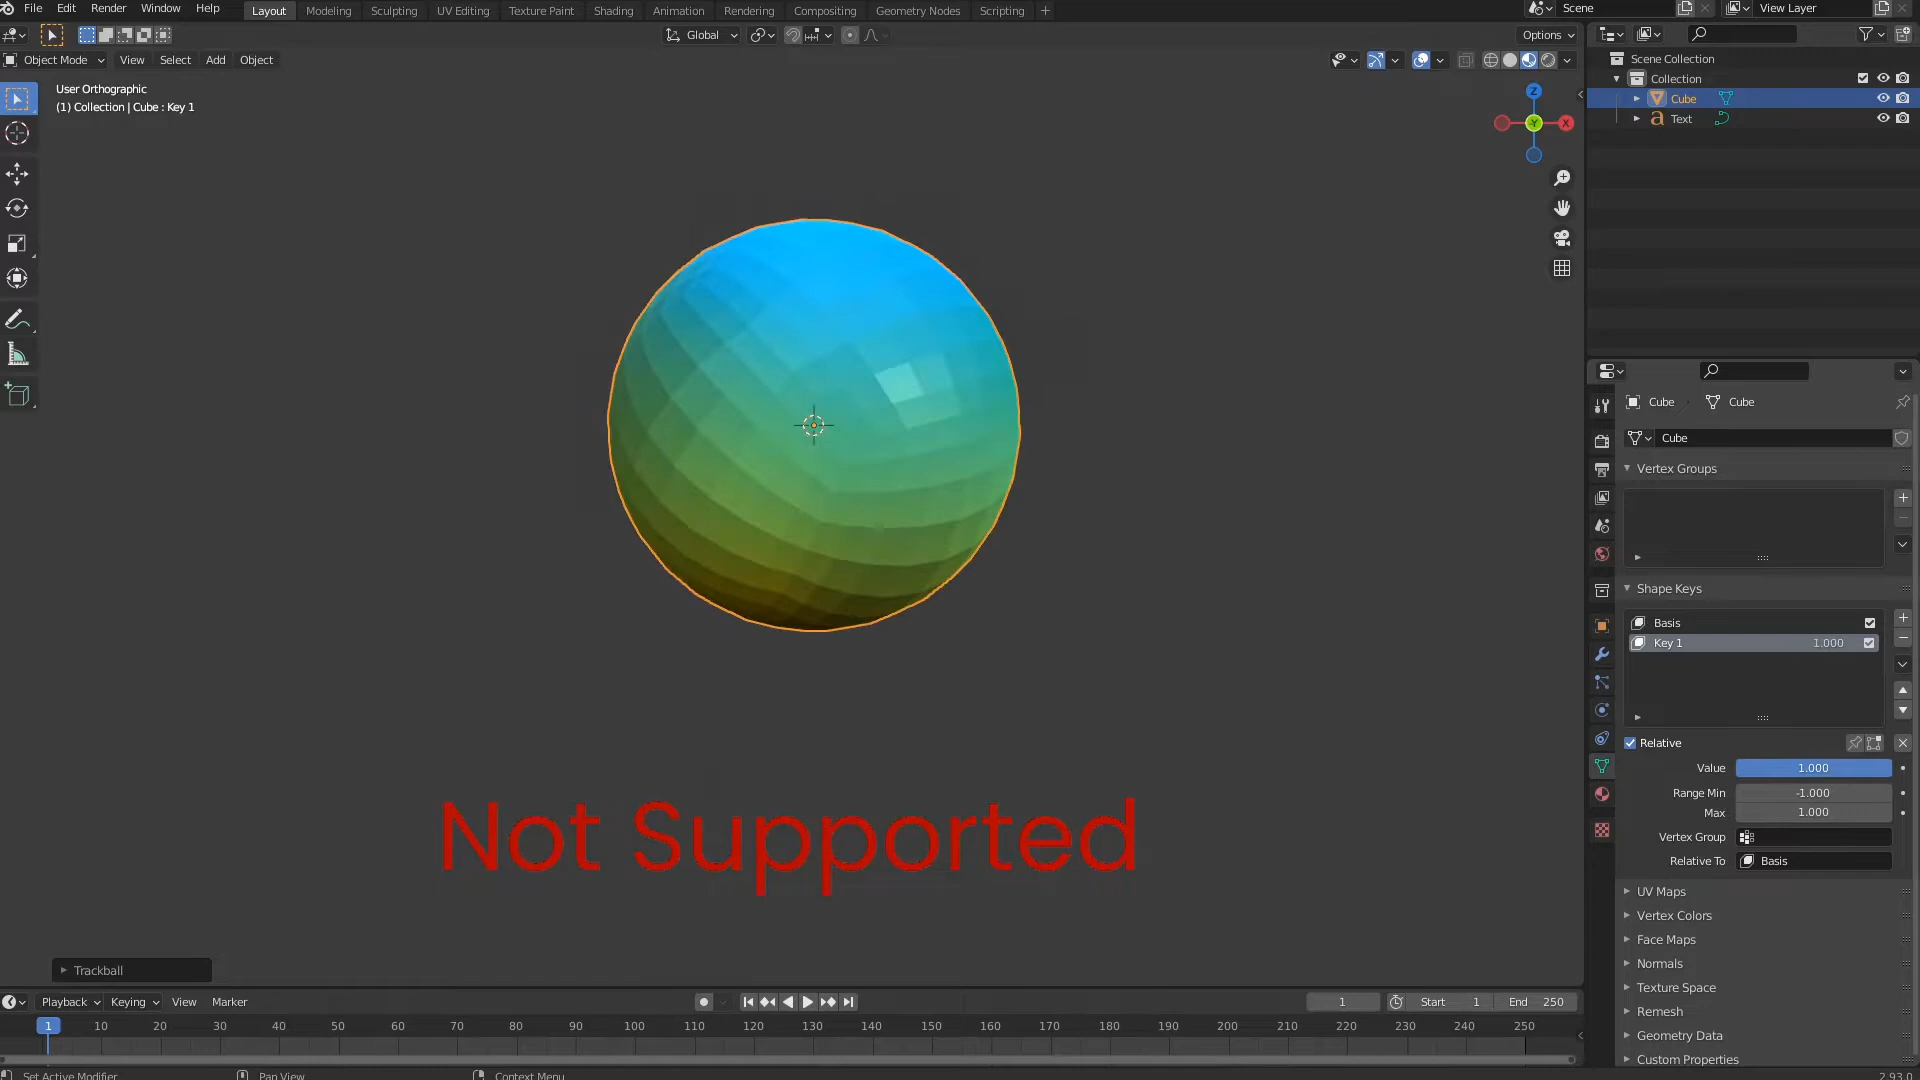 File Edit Render Window Help Layout Modeling Sculpting UV Editing Texture Paint Shading Animation Rendering Compositing Geometry Nodes Scripting + Scene View Layer
Global Options
Object Mode View Select Add Object
User Orthographic
(1) Collection | Cube : Key 1
Z
Y X
Scene Collection
Collection
Cube
Text
Cube Cube
Cube
Vertex Groups
Shape Keys
Basis
Key 1 1.000
Relative
Value 1.000
Range Min -1.000
Max 1.000
Vertex Group
Relative To Basis
UV Maps
Vertex Colors
Face Maps
Normals
Texture Space
Remesh
Geometry Data
Custom Properties
Not Supported
Trackball
Playback Keying View Marker 1 Start 1 End 250
1 10 20 30 40 50 60 70 80 90 100 110 120 130 140 150 160 170 180 190 200 210 220 230 240 250
Set Active Modifier Pan View Context Menu 2.93.0